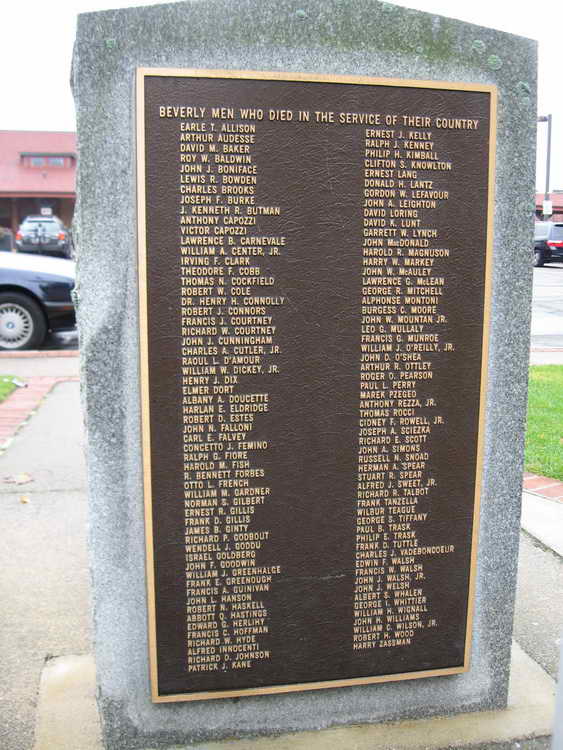 BEVERLY MEN WHO DIED IN THE SERVICE OF THEIR COUNTRY
EARLE T. ALLISON
ARTHUR AUDESSE
DAVID M. BAKER
ROY W. BALDWIN
JOHN J. BONIFACE
LEWIS R. BOWDEN
CHARLES BROOKS
JOSEPH F. BURKE
J. KENNETH R. BUTMAN
ANTHONY CAPOZZI
VICTOR CAPOZZI
LAWRENCE B. CARNEVALE
WILLIAM A. CENTER, JR.
IRVING F. CLARK
THEODORE F. COBB
THOMAS N. COCKFIELD
ROBERT W. COLE
DR. HENRY H. CONNOLLY
ROBERT J. CONNORS
FRANCIS J. COURTNEY
RICHARD W. COURTNEY
JOHN J. CUNNINGHAM
CHARLES A. CUTLER, JR.
RAOUL L. D'AMOUR
WILLIAM W. DICKEY, JR.
HENRY J. DIX
ELMER DORT
ALBANY A. DOUCETTE
HARLAN E. ELDRIDGE
ROBERT D. ESTES
JOHN N. FALLONI
CARL E. FALVEY
CONCETTO J. FEMINO
RALPH G. FIORE
HAROLD M. FISH
R. BENNETT FORBES
OTTO L. FRENCH
WILLIAM M. GARDNER
NORMAN S. GILBERT
ERNEST R. GILLIS
FRANK D. GILLIS
JAMES B. GINTY
RICHARD P. GODBOUT
WENDELL J. GODDU
ISRAEL GOLDBERG
JOHN F. GOODWIN
WILLIAM J. GREENHALGE
FRANK E. GREENOUGH
FRANCIS A. GUINIVAN
JOHN L. HANSON
ROBERT N. HASKELL
ABBOTT Q. HASTINGS
EDWARD G. HERLIHY
FRANCIS C. HOFFMAN
RICHARD W. HYDE
ALFRED INNOCENTI
RICHARD D. JOHNSON
PATRICK J. KANE
ERNEST J. KELLY
RALPH J. KENNEY
PHILIP H. KIMBALL
CLIFTON S. KNOWLTON
ERNEST LANG
DONALD H. LANTZ
GORDON W. LEFAVOUR
JOHN A. LEIGHTON
DAVID LORING
DAVID K. LUNT
GARRETT W. LYNCH
JOHN MacDONALD
HAROLD R. MAGNUSON
HARRY W. MARKEY
JOHN W. McAULEY
LAWRENCE G. McLEAN
GEORGE R. MITCHELL
ALPHONSE MONTONI
BURGESS C. MOORE
JOHN W. MOUNTAN JR.
LEO G. MULLALY
FRANCIS G. MUNROE
WILLIAM J. O'REILLY, JR.
JOHN D. O'SHEA
ARTHUR R. OTTLEY
ROGER O. PEARSON
PAUL L. PERRY
MAREK PZEGEO
ANTHONY REZZA, JR.
THOMAS ROCCI
CIDNEY F. ROWELL, JR.
JOSEPH A. SCIEZKA
RICHARD E. SCOTT
JOHN A. SIMONS
RUSSELL N. SNOAD
HERMAN A. SPEAR
STUART R. SPEAR
ALFRED J. SWEET, JR.
RICHARD R. TALBOT
FRANK TANZELLA
WILBUR TEAGUE
GEORGE S. TIFFANY
PAUL B. TRASK
PHILIP E. TRASK
FRANK D. TUTTLE
CHARLES J. VADEBONCOEUR
EDWIN F. WALSH
FRANCIS W. WALSH
JOHN J. WALSH, JR.
JOHN J. WELSH
ALBERT S. WHALEN
GEORGE I. WHITTIER
WILLIAM H. WIGNALL
JOHN H. WILLIAMS
WILLIAM C. WILSON, JR.
ROBERT H. WOOD
HARRY ZASSMAN